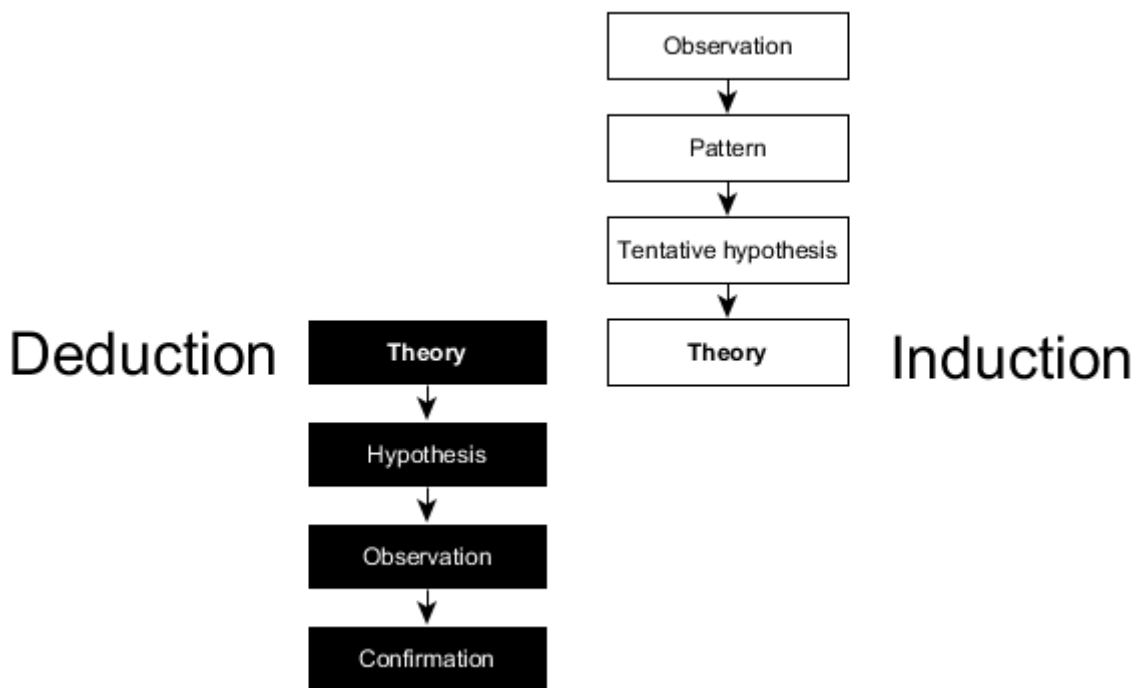 Observation
Pattern
Tentative hypothesis
Deduction
Theory
Theory
Induction
Hypothesis
Observation
Confirmation